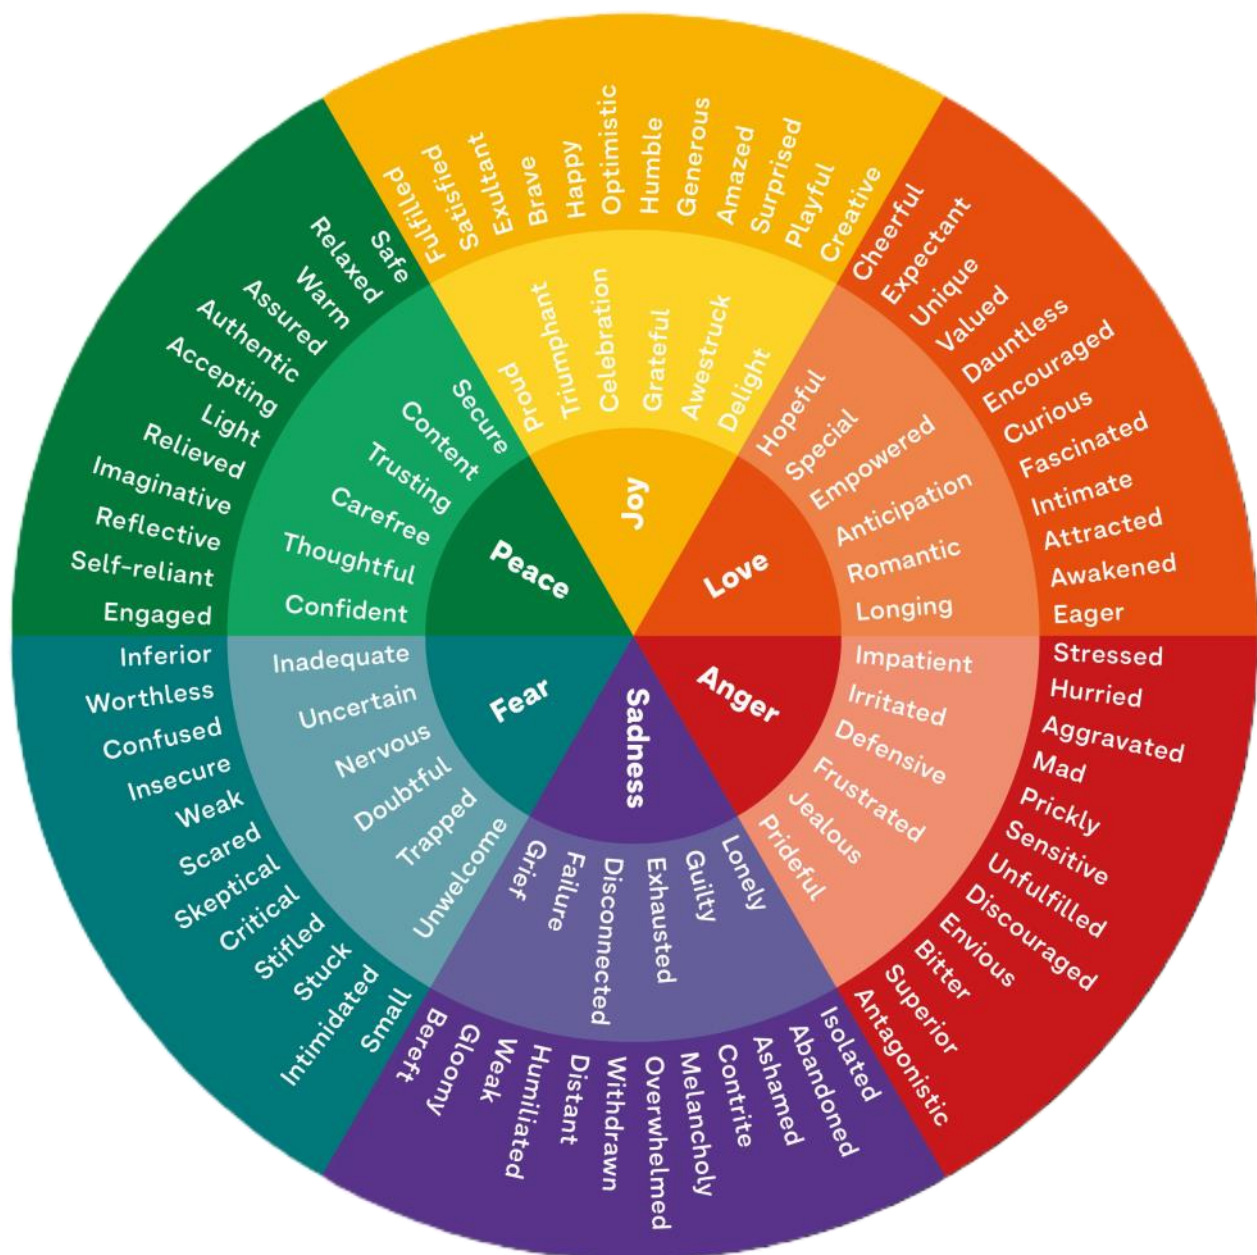 Joy
Love
Anger
Sadness
Fear
Peace
Proud
Triumphant
Celebration
Grateful
Awestruck
Delight
Hopeful
Special
Empowered
Anticipation
Romantic
Longing
Impatient
Irritated
Defensive
Frustrated
Jealous
Prideful
Lonely
Guilty
Exhausted
Disconnected
Failure
Grief
Unwelcome
Trapped
Doubtful
Nervous
Uncertain
Inadequate
Confident
Thoughtful
Carefree
Trusting
Content
Secure
Fulfilled
Satisfied
Exultant
Brave
Happy
Optimistic
Humble
Generous
Amazed
Surprised
Playful
Creative
Cheerful
Expectant
Unique
Valued
Dauntless
Encouraged
Curious
Fascinated
Intimate
Attracted
Awakened
Eager
Stressed
Hurried
Aggravated
Mad
Prickly
Sensitive
Unfulfilled
Discouraged
Envious
Bitter
Superior
Antagonistic
Isolated
Abandoned
Ashamed
Contrite
Melancholy
Overwhelmed
Withdrawn
Distant
Humiliated
Weak
Gloomy
Bereft
Small
Intimidated
Stuck
Stifled
Critical
Skeptical
Scared
Weak
Insecure
Confused
Worthless
Inferior
Engaged
Self-reliant
Reflective
Imaginative
Relieved
Light
Accepting
Authentic
Assured
Warm
Relaxed
Safe